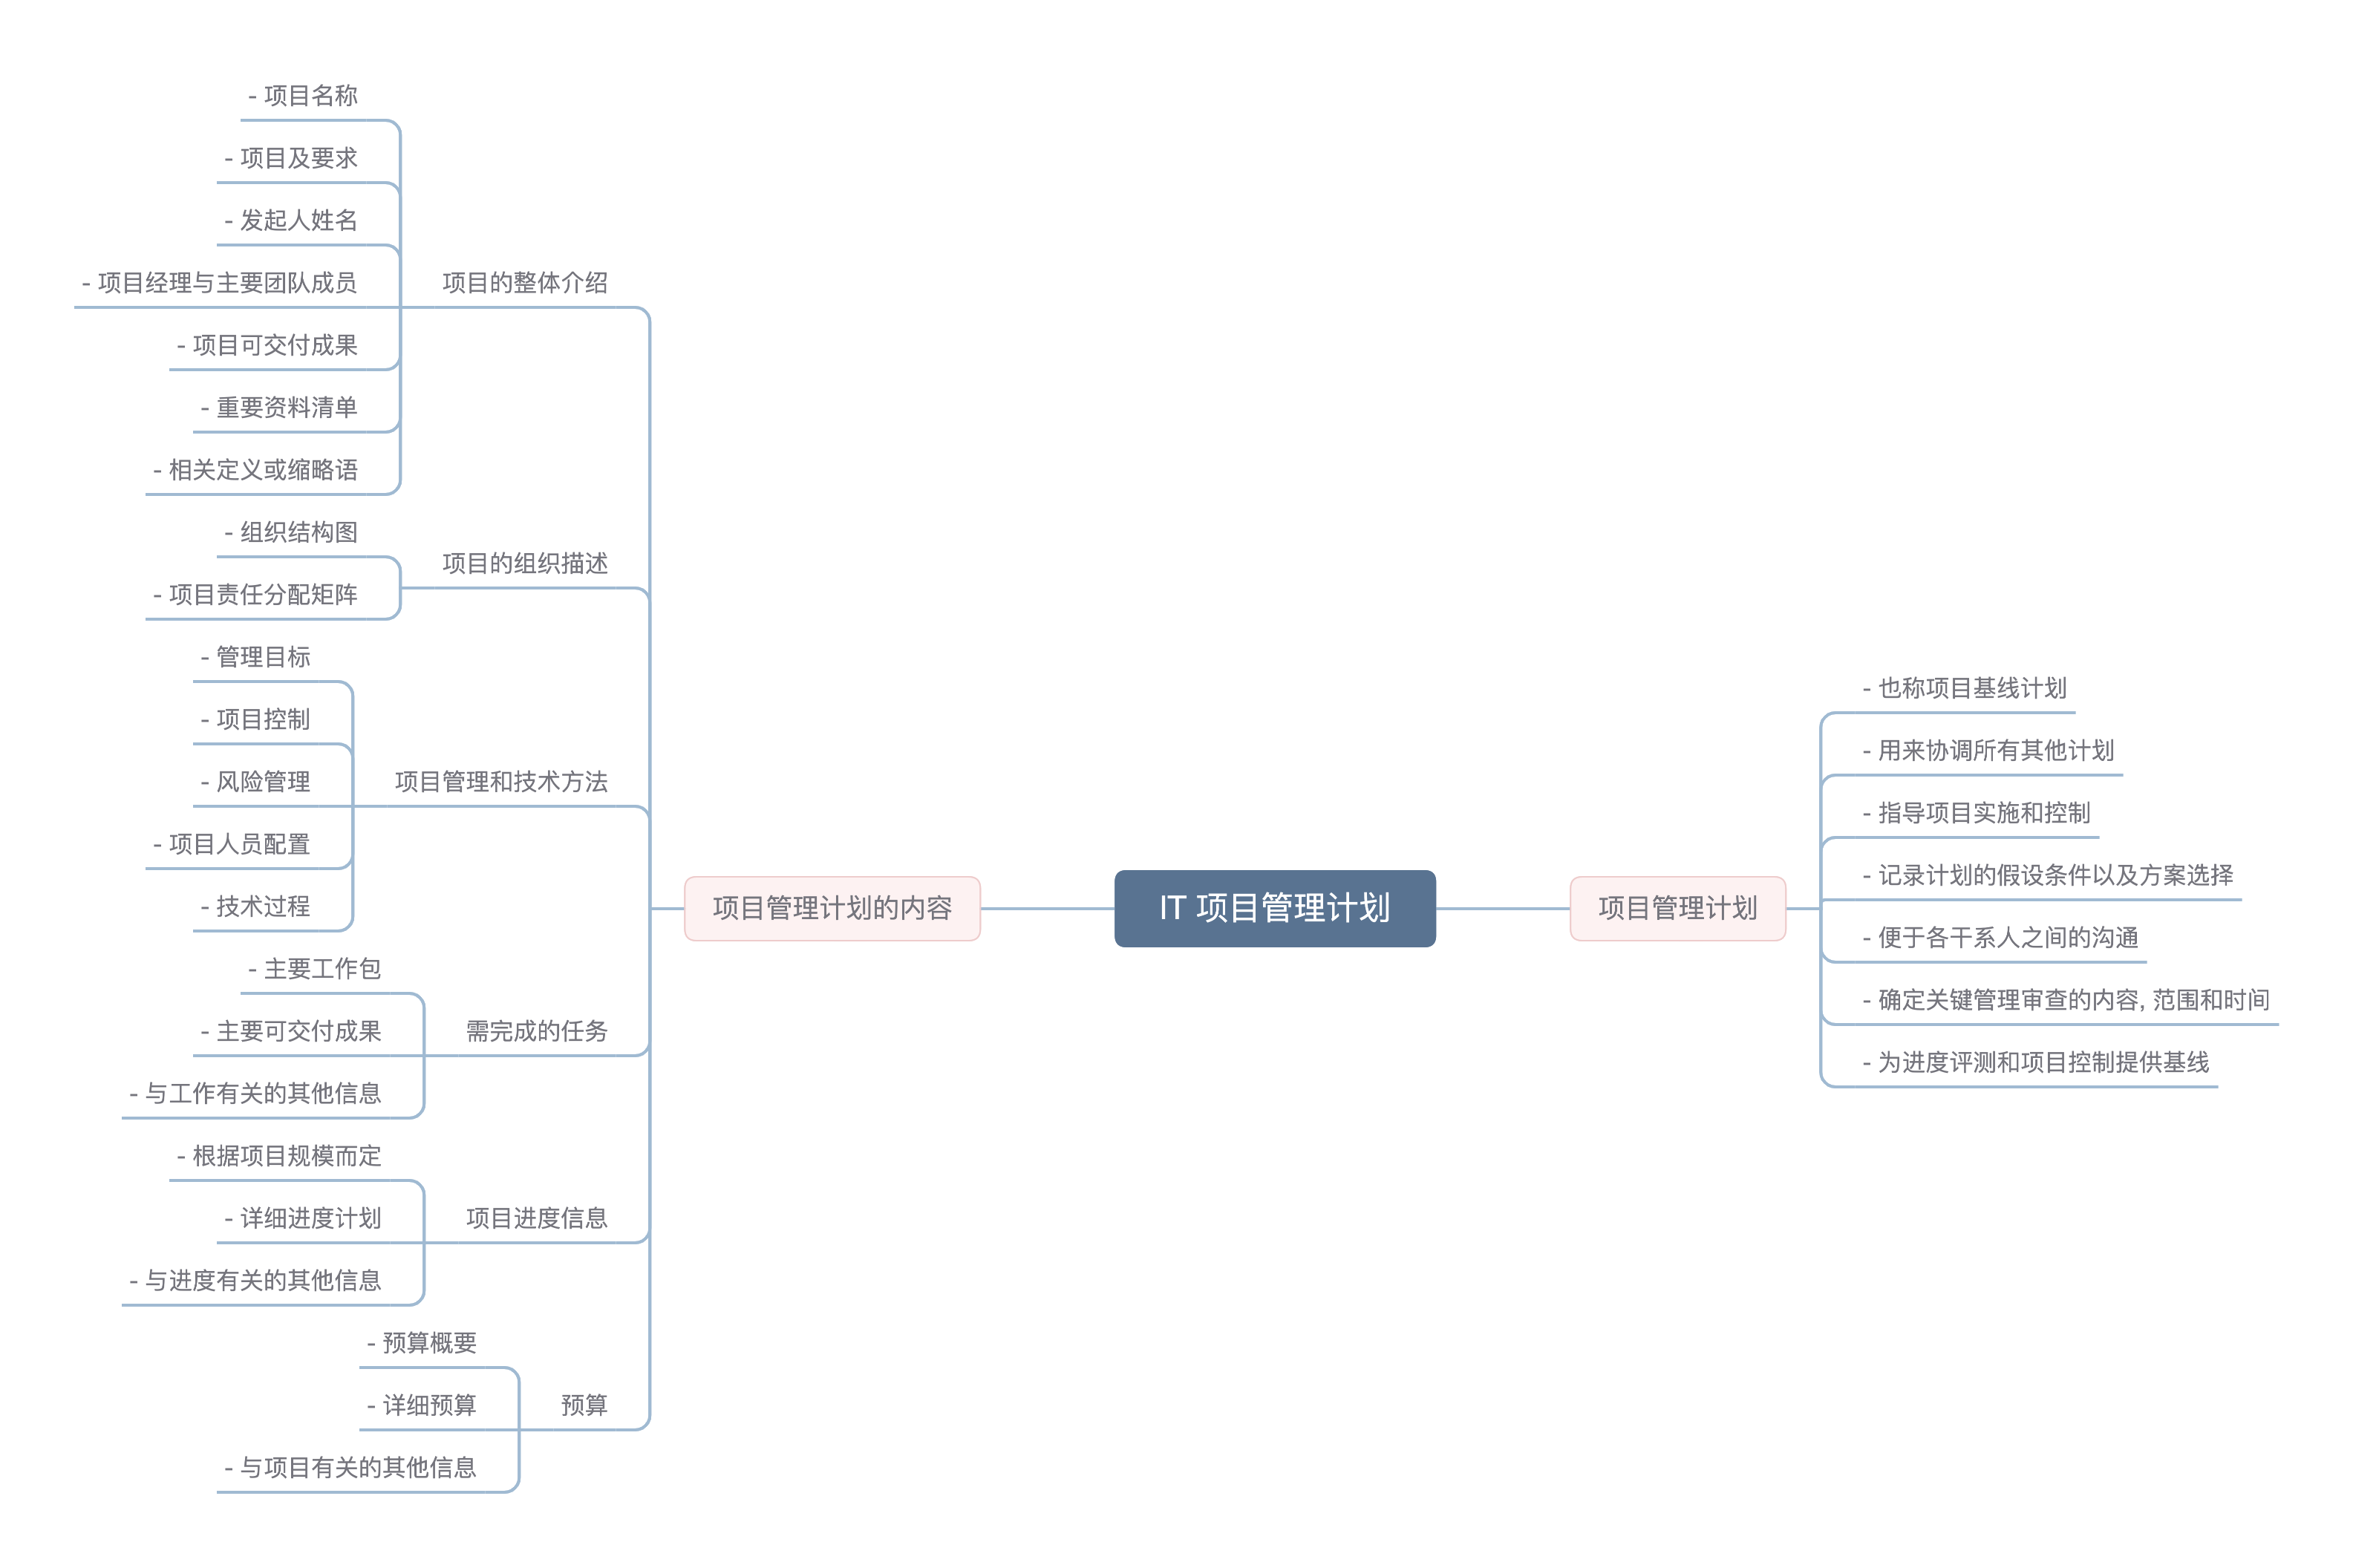 IT 项目管理计划
项目管理计划
- 也称项目基线计划
- 用来协调所有其他计划
- 指导项目实施和控制
- 记录计划的假设条件以及方案选择
- 便于各干系人之间的沟通
- 确定关键管理审查的内容, 范围和时间
- 为进度评测和项目控制提供基线
项目管理计划的内容
项目的整体介绍
- 项目名称
- 项目及要求
- 发起人姓名
- 项目经理与主要团队成员
- 项目可交付成果
- 重要资料清单
- 相关定义或缩略语
项目的组织描述
- 组织结构图
- 项目责任分配矩阵
项目管理和技术方法
- 管理目标
- 项目控制
- 风险管理
- 项目人员配置
- 技术过程
需完成的任务
- 主要工作包
- 主要可交付成果
- 与工作有关的其他信息
项目进度信息
- 根据项目规模而定
- 详细进度计划
- 与进度有关的其他信息
预算
- 预算概要
- 详细预算
- 与项目有关的其他信息